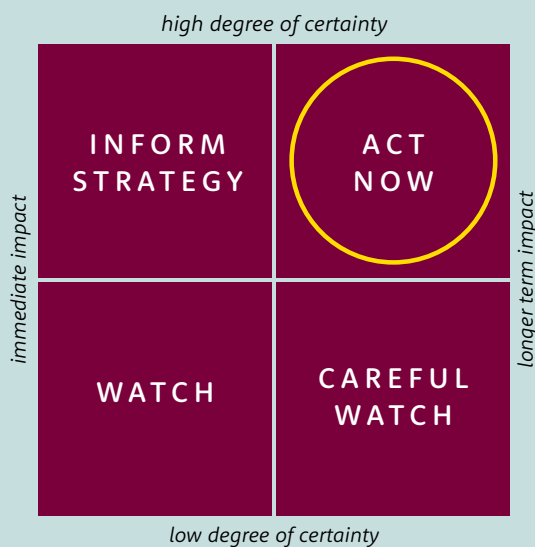 high degree of certainty
INFORM
STRATEGY
ACT
NOW
immediate impact
longer term impact
WATCH
CAREFUL
WATCH
low degree of certainty